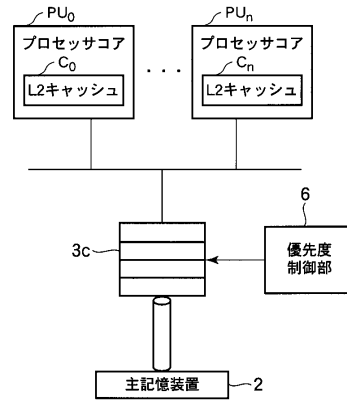 PU₀
PUₙ
プロセッサコア
プロセッサコア
C₀
Cₙ
L2キャッシュ
L2キャッシュ
・・・
6
3c
優先度
制御部
主記憶装置
2